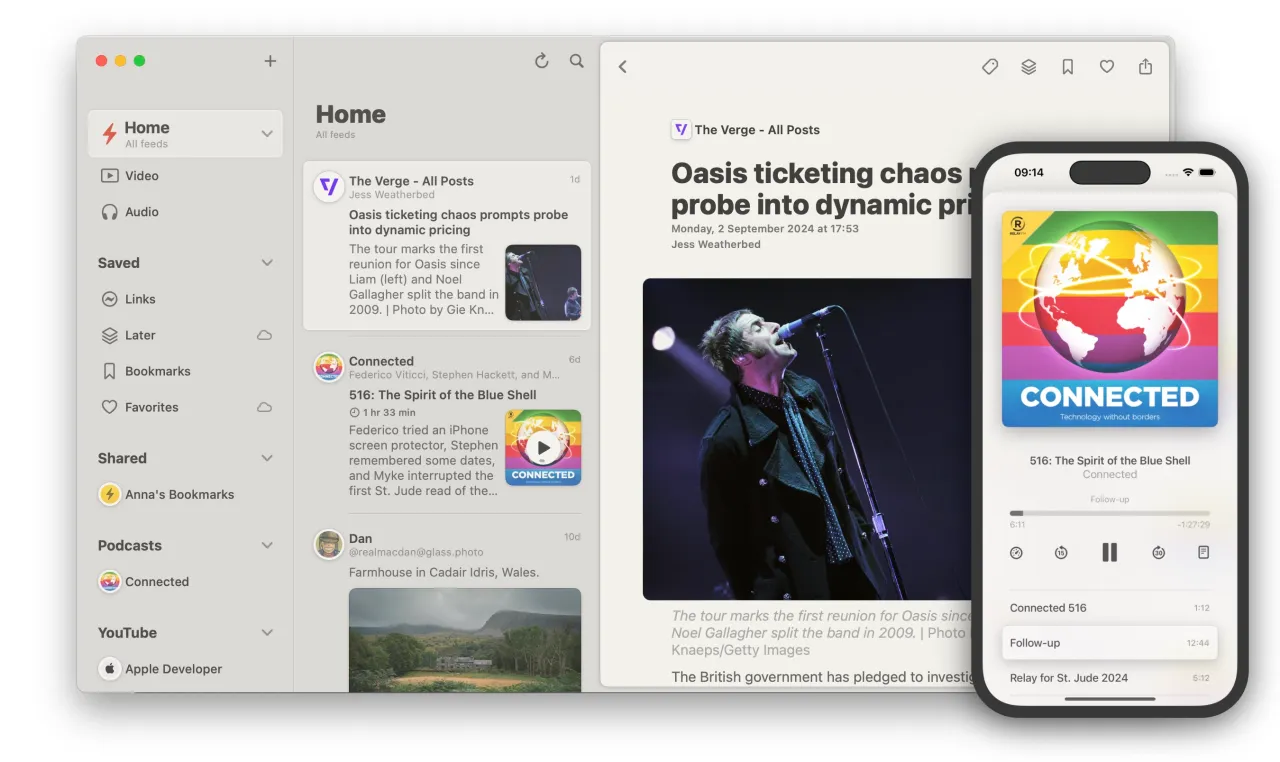 Home
All feeds
Video
Audio
Saved
Links
Later
Bookmarks
Favorites
Shared
Anna's Bookmarks
Podcasts
Connected
YouTube
Apple Developer
Home
All feeds
The Verge - All Posts
1d
Jess Weatherbed
Oasis ticketing chaos prompts probe
into dynamic pricing
The tour marks the first
reunion for Oasis since
Liam (left) and Noel
Gallagher split the band in
2009. | Photo by Gie Kn...
Connected
6d
Federico Viticci, Stephen Hackett, and M...
516: The Spirit of the Blue Shell
1 hr 33 min
Federico tried an iPhone
screen protector, Stephen
remembered some dates,
and Myke interrupted the
first St. Jude read of the...
CONNECTED
Dan
10d
@realmacdan@glass.photo
Farmhouse in Cadair Idris, Wales.
The Verge - All Posts
Oasis ticketing chaos
probe into dynamic pri
Monday, 2 September 2024 at 17:53
Jess Weatherbed
The tour marks the first reunion for Oasis since
Noel Gallagher split the band in 2009. | Photo
Knaeps/Getty Images
The British government has pledged to investig
09:14
R
CONNECTED
Technology without borders
516: The Spirit of the Blue Shell
Connected
Follow-up
6:11
-1:27:29
15
30
Connected 516
1:12
Follow-up
12:44
Relay for St. Jude 2024
6:12